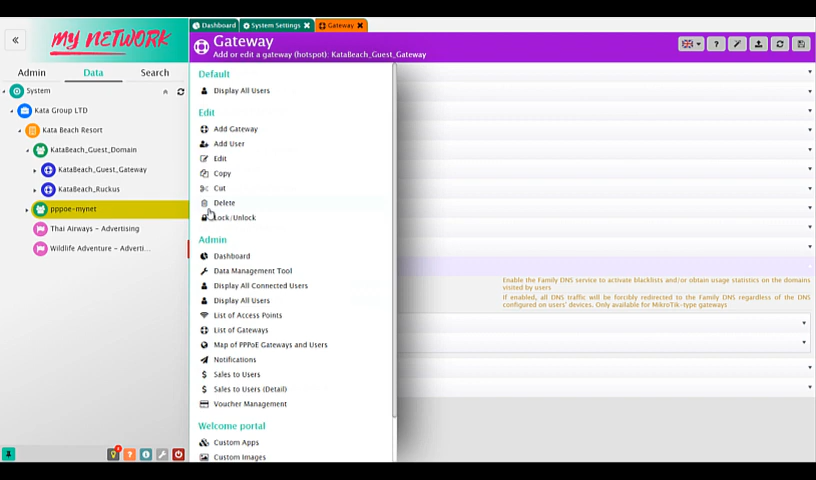 MY NETWORK
Admin
Data
Search
System
Kata Group LTD
Kata Beach Resort
KataBeach_Guest_Domain
KataBeach_Guest_Gateway
KataBeach_Ruckus
pppoe-mynet
Thai Airways - Advertising
Wildlife Adventure - Adverti...
Dashboard
System Settings
Gateway
Gateway
Add or edit a gateway (hotspot): KataBeach_Guest_Gateway
Default
Display All Users
Edit
Add Gateway
Add User
Edit
Copy
Cut
Delete
Lock/Unlock
Admin
Dashboard
Data Management Tool
Display All Connected Users
Display All Users
List of Access Points
List of Gateways
Map of PPPoE Gateways and Users
Notifications
Sales to Users
Sales to Users (Detail)
Voucher Management
Welcome portal
Custom Apps
Custom Images
Enable the Family DNS service to activate blacklists and/or obtain usage statistics on the domains
visited by users
If enabled, all DNS traffic will be forcibly redirected to the Family DNS regardless of the DNS
configured on users' devices. Only available for MikroTik-type gateways